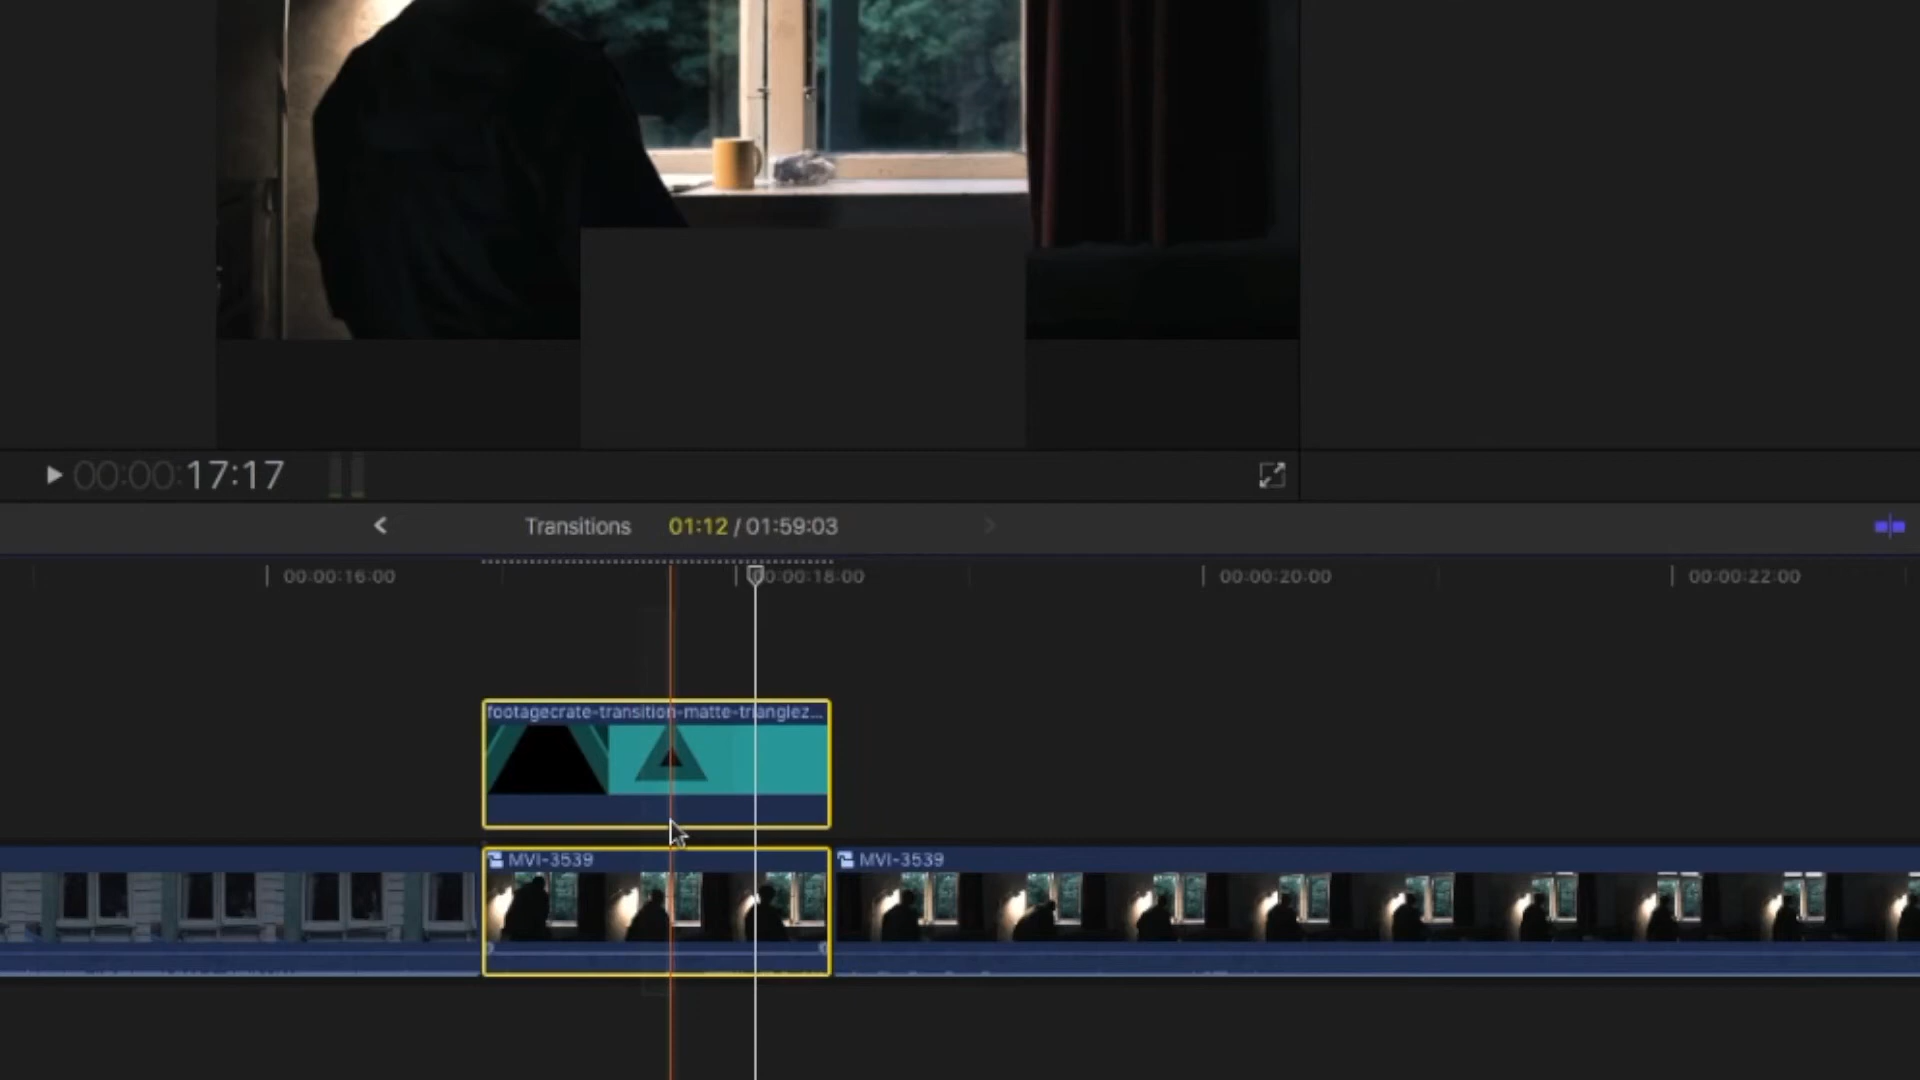 00:00:17:17
Transitions 01:12 / 01:59:03
00:00:16:00 00:00:18:00 00:00:20:00 00:00:22:00
footagecrate-transition-matte-trianglez...
MVI-3539 MVI-3539